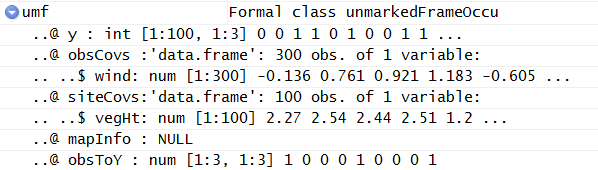 umf Formal class unmarkedFrameOccu
..@ y : int [1:100, 1:3] 0 0 1 1 0 1 0 0 1 1 ...
..@ obsCovs :'data.frame': 300 obs. of 1 variable:
.. ..$ wind: num [1:300] -0.136 0.761 0.921 1.183 -0.605 ...
..@ siteCovs:'data.frame': 100 obs. of 1 variable:
.. ..$ vegHt: num [1:100] 2.27 2.54 2.44 2.51 1.2 ...
..@ mapInfo : NULL
..@ obsToY : num [1:3, 1:3] 1 0 0 0 1 0 0 0 1